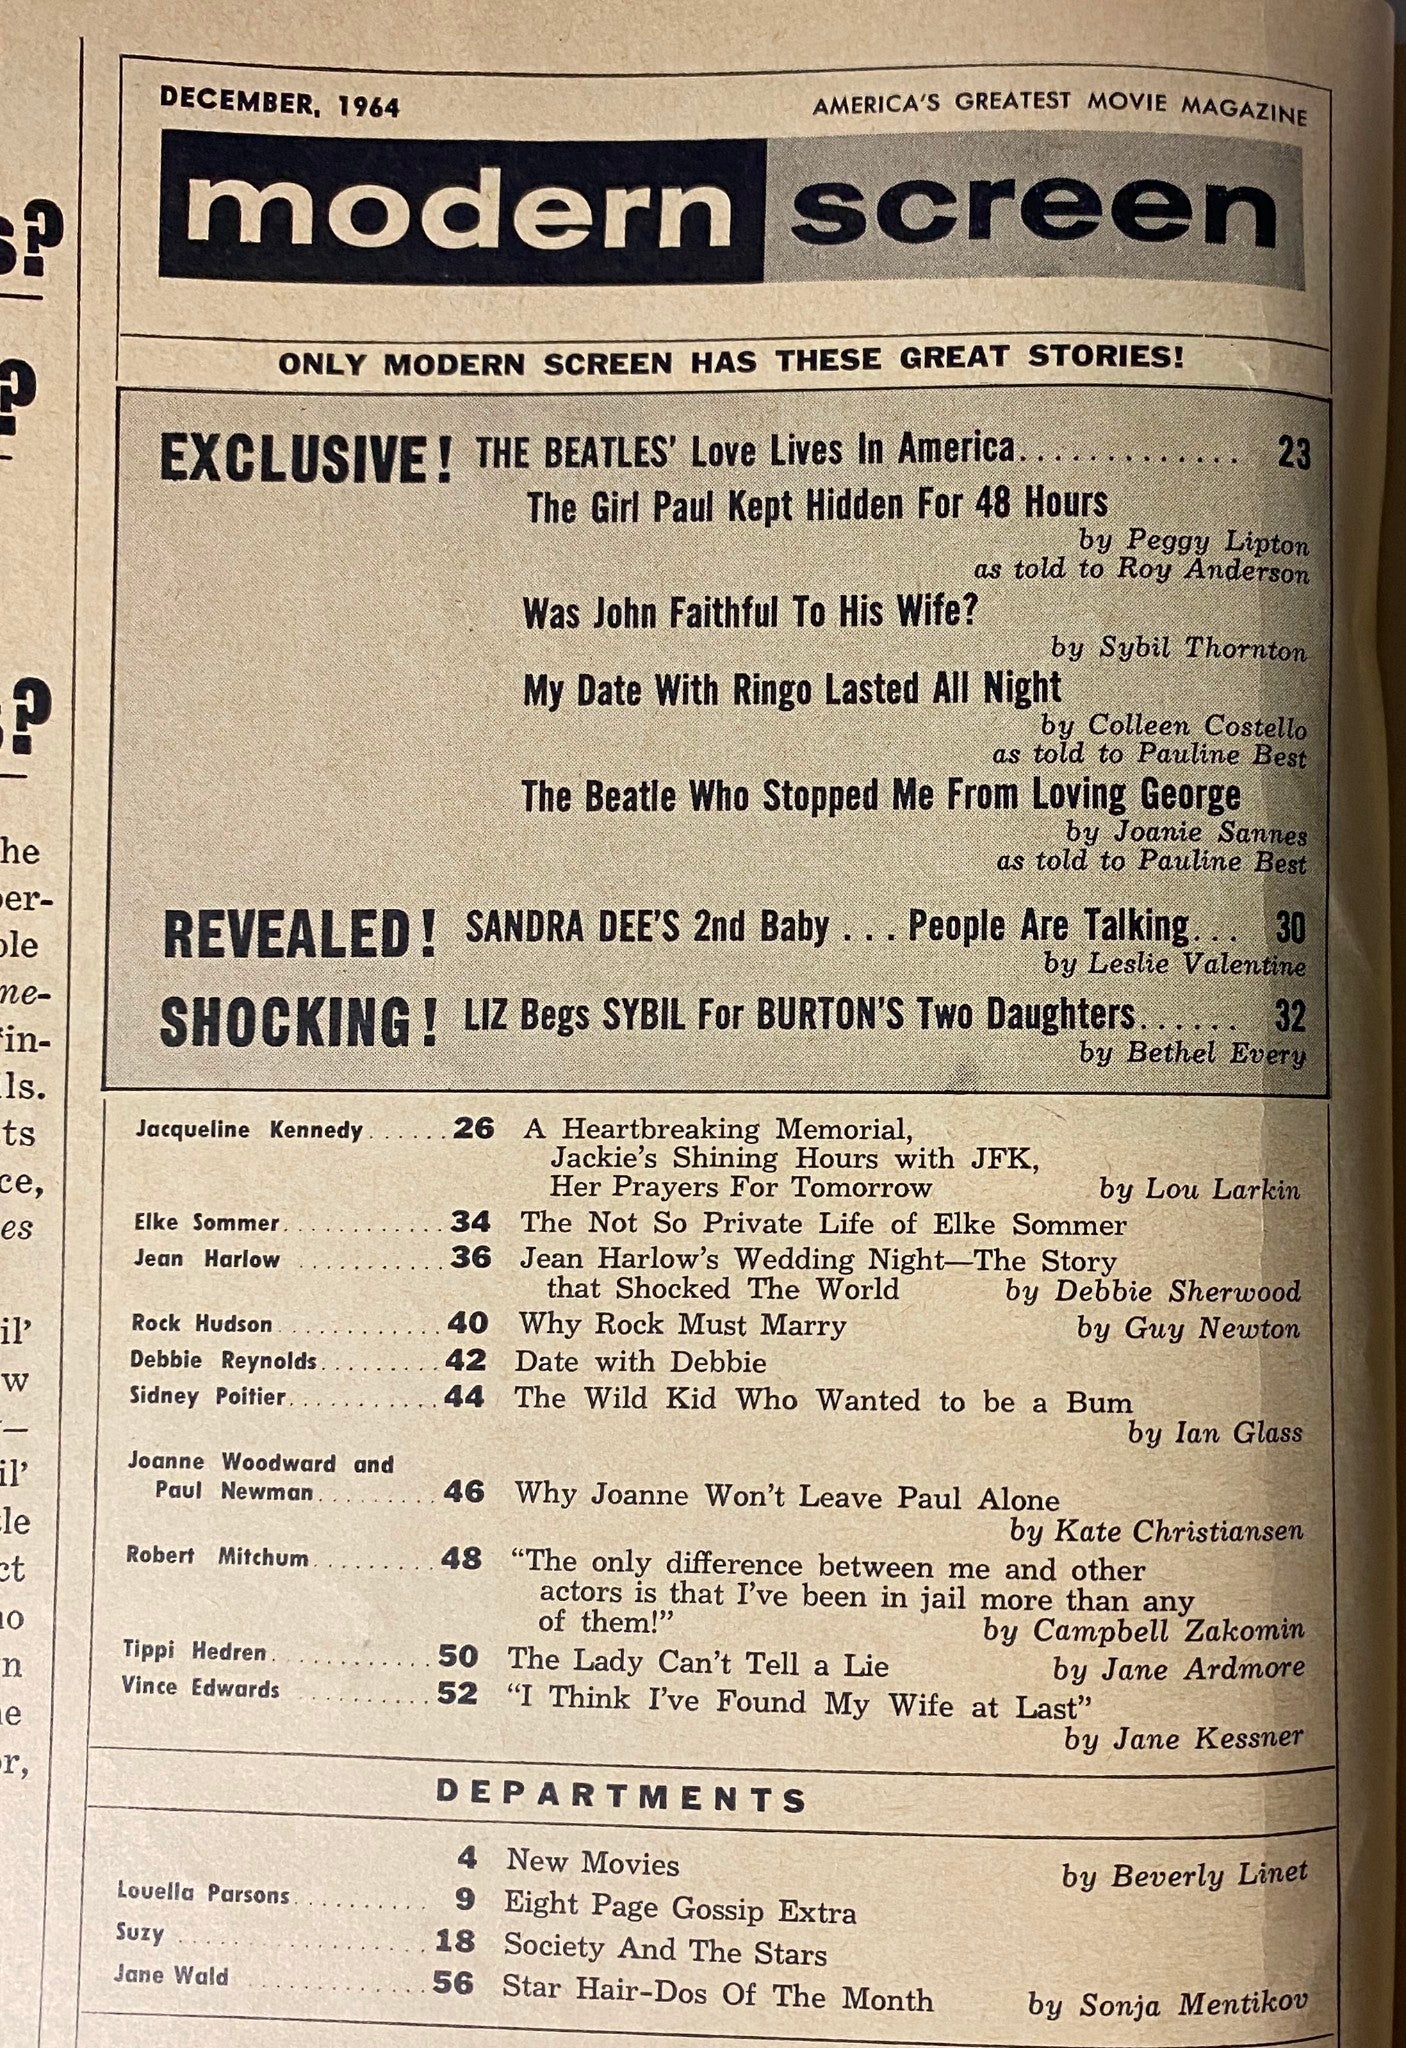 DECEMBER, 1964 AMERICA'S GREATEST MOVIE MAGAZINE
modern screen
ONLY MODERN SCREEN HAS THESE GREAT STORIES!
EXCLUSIVE! THE BEATLES' Love Lives In America............. 23
The Girl Paul Kept Hidden For 48 Hours
by Peggy Lipton
as told to Roy Anderson
Was John Faithful To His Wife?
by Sybil Thornton
My Date With Ringo Lasted All Night
by Colleen Costello
as told to Pauline Best
The Beatle Who Stopped Me From Loving George
by Joanie Sannes
as told to Pauline Best
REVEALED! SANDRA DEE'S 2nd Baby . . . People Are Talking... 30
by Leslie Valentine
SHOCKING! LIZ Begs SYBIL For BURTON'S Two Daughters...... 32
by Bethel Every
Jacqueline Kennedy......26 A Heartbreaking Memorial,
Jackie's Shining Hours with JFK,
Her Prayers For Tomorrow by Lou Larkin
Elke Sommer............34 The Not So Private Life of Elke Sommer
Jean Harlow ...........36 Jean Harlow's Wedding Night—The Story
that Shocked The World by Debbie Sherwood
Rock Hudson............40 Why Rock Must Marry by Guy Newton
Debbie Reynolds.........42 Date with Debbie
Sidney Poitier...........44 The Wild Kid Who Wanted to be a Bum
by Ian Glass
Joanne Woodward and
Paul Newman.........46 Why Joanne Won't Leave Paul Alone
by Kate Christiansen
Robert Mitchum.........48 "The only difference between me and other
actors is that I've been in jail more than any
of them!" by Campbell Zakomin
Tippi Hedren............50 The Lady Can't Tell a Lie by Jane Ardmore
Vince Edwards ..........52 "I Think I've Found My Wife at Last"
by Jane Kessner
DEPARTMENTS
4 New Movies by Beverly Linet
Louella Parsons.......... 9 Eight Page Gossip Extra
Suzy ...................18 Society And The Stars
Jane Wald ..............56 Star Hair-Dos Of The Month by Sonja Mentikov